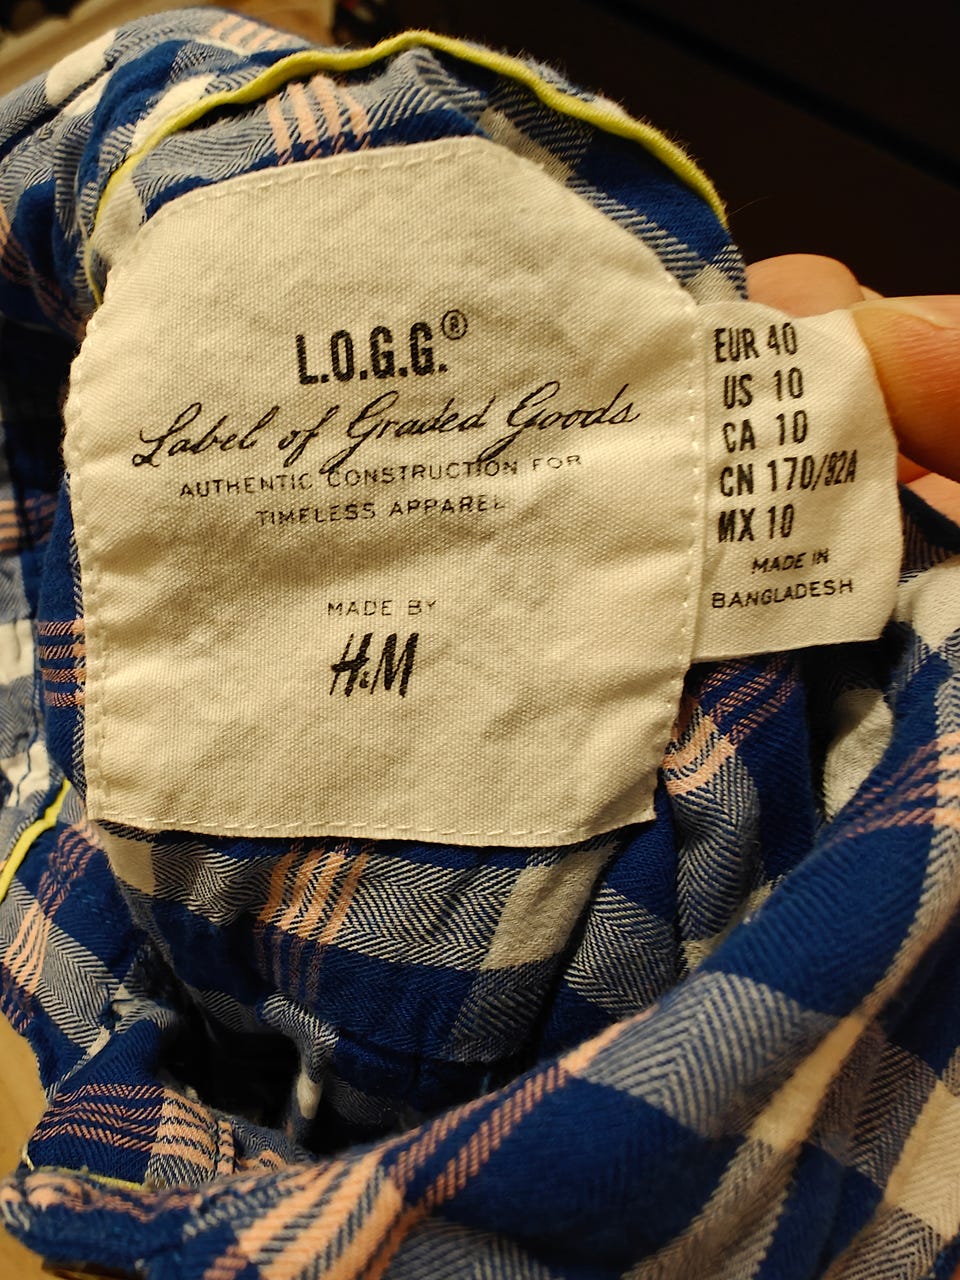 L.O.G.G.®
Label of Graded Goods
AUTHENTIC CONSTRUCTION FOR
TIMELESS APPAREL
MADE BY
H&M
EUR 40
US 10
CA 10
CN 170/92A
MX 10
MADE IN
BANGLADESH